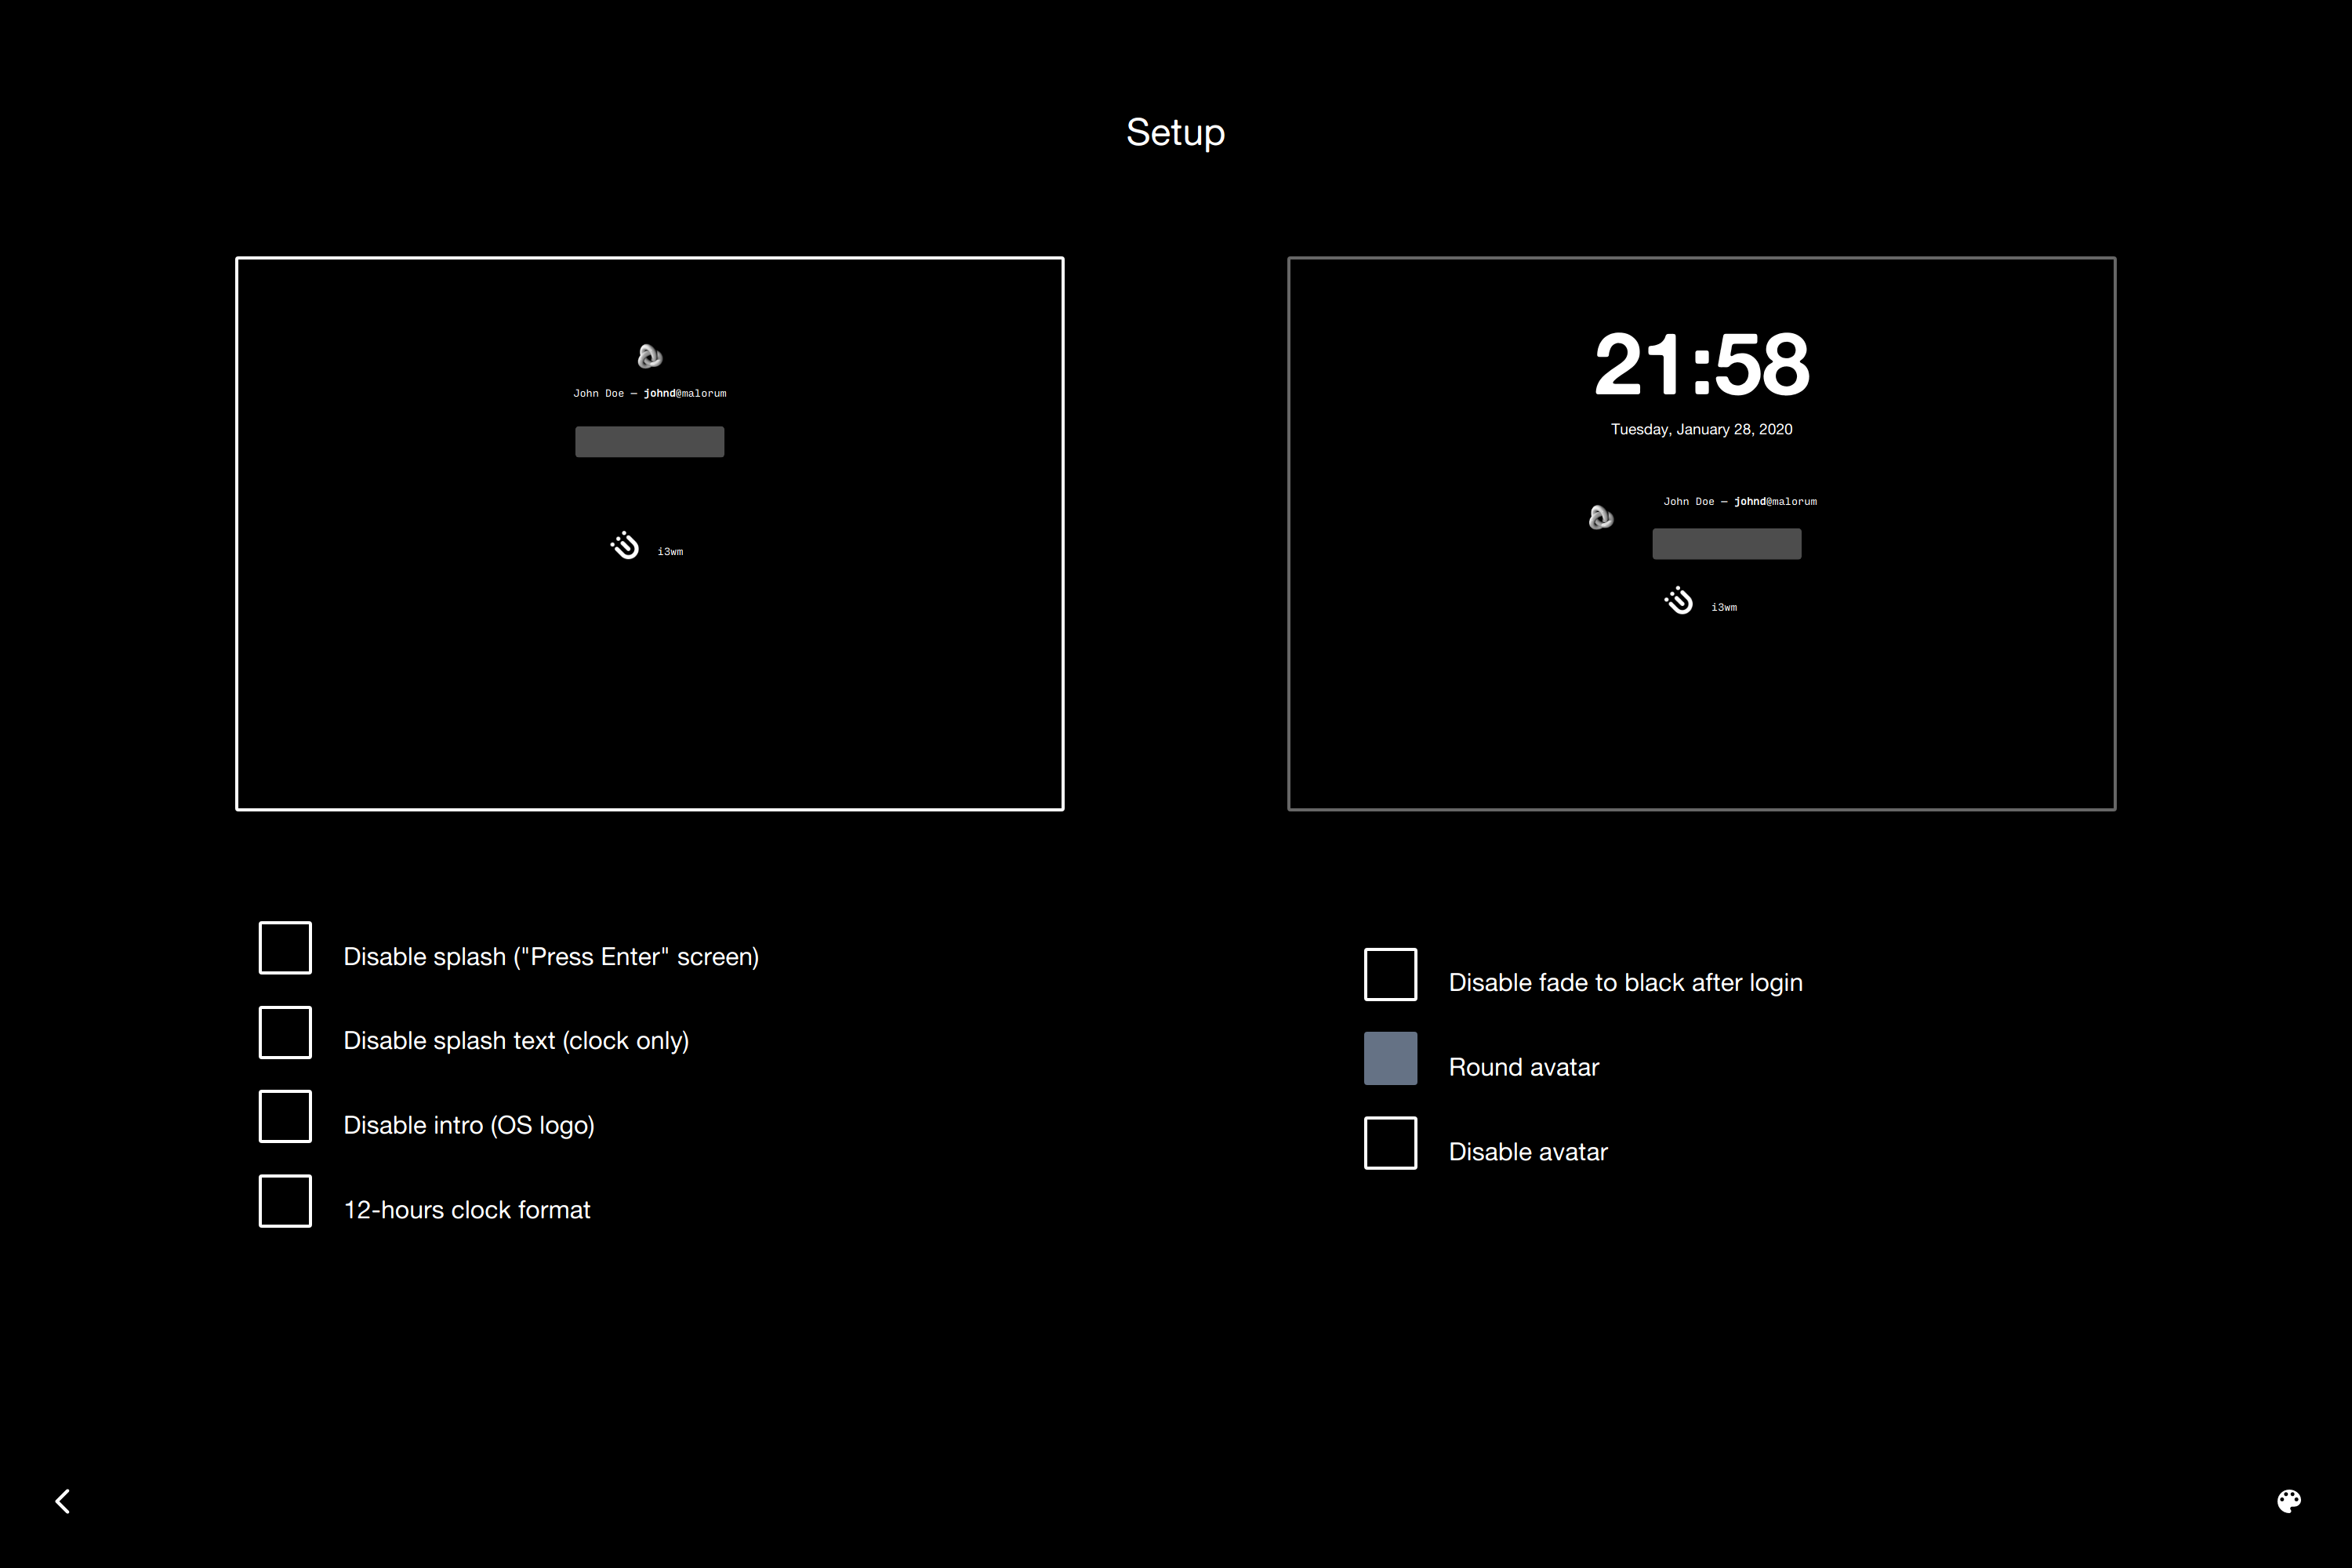 Setup
John Doe — johnd@malorum
i3wm
21:58
Tuesday, January 28, 2020
John Doe — johnd@malorum
i3wm
Disable splash ("Press Enter" screen)
Disable splash text (clock only)
Disable intro (OS logo)
12-hours clock format
Disable fade to black after login
Round avatar
Disable avatar